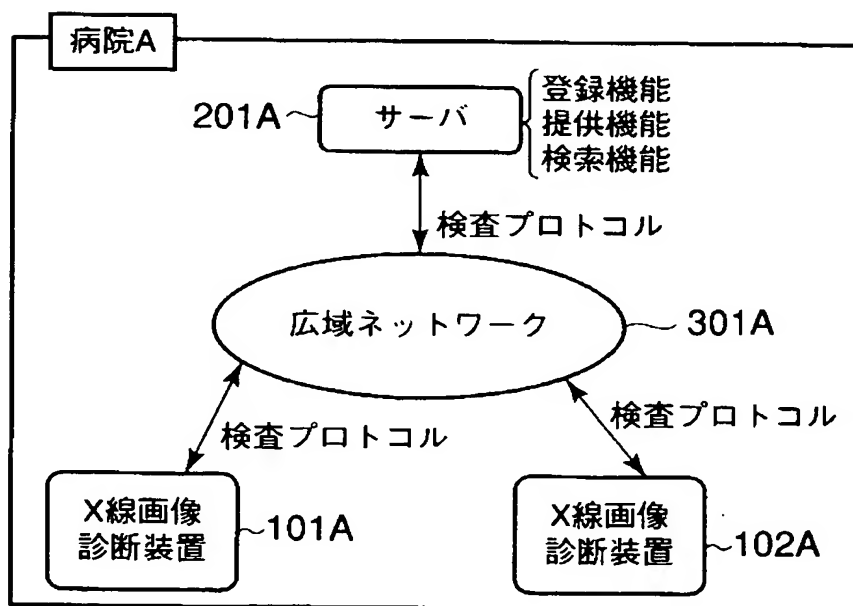 病院A
201A
サーバ
登録機能
提供機能
検索機能
検査プロトコル
広域ネットワーク
301A
検査プロトコル
検査プロトコル
X線画像
診断装置
101A
X線画像
診断装置
102A